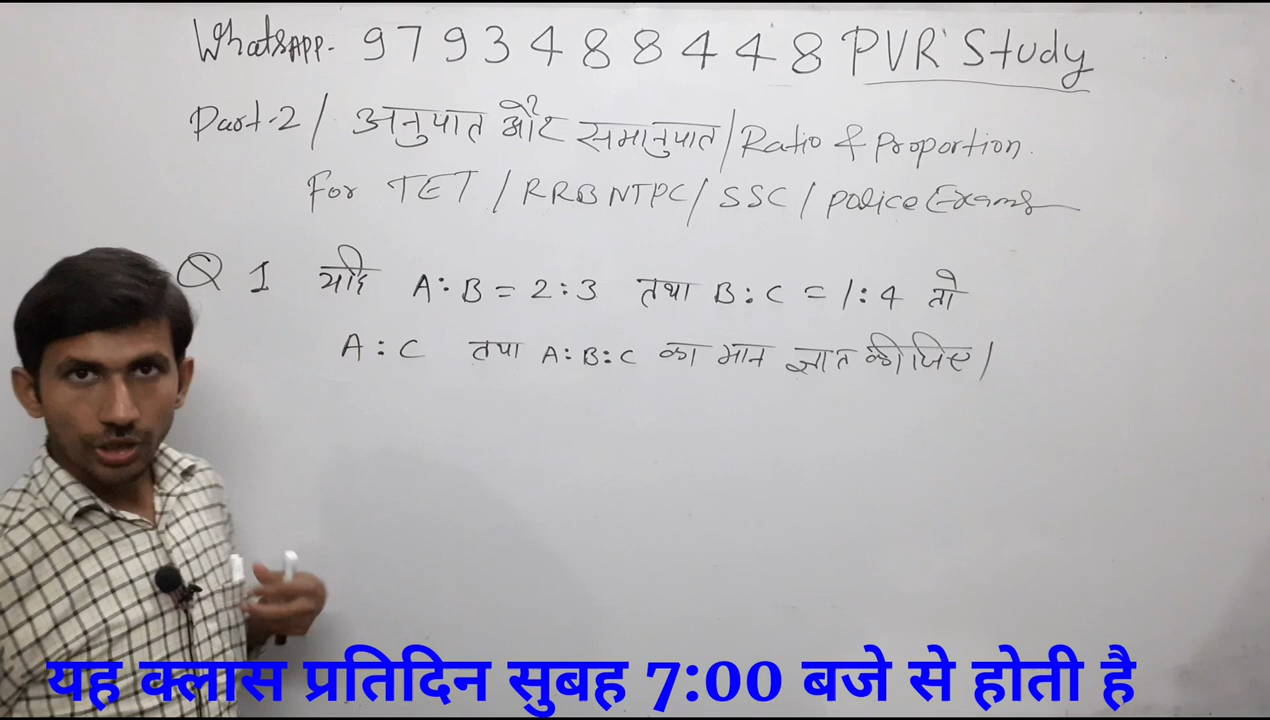 WhatsAPP- 9793488448 PVR Study
Part-2 / अनुपात और समानुपात / Ratio & Proportion.
For TET / RRB NTPC / SSC / police Exams
Q 1 यदि A:B = 2:3 तथा B:C = 1:4 तो
A:C तथा A:B:C का मान ज्ञात कीजिए।
यह क्लास प्रतिदिन सुबह 7:00 बजे से होती है